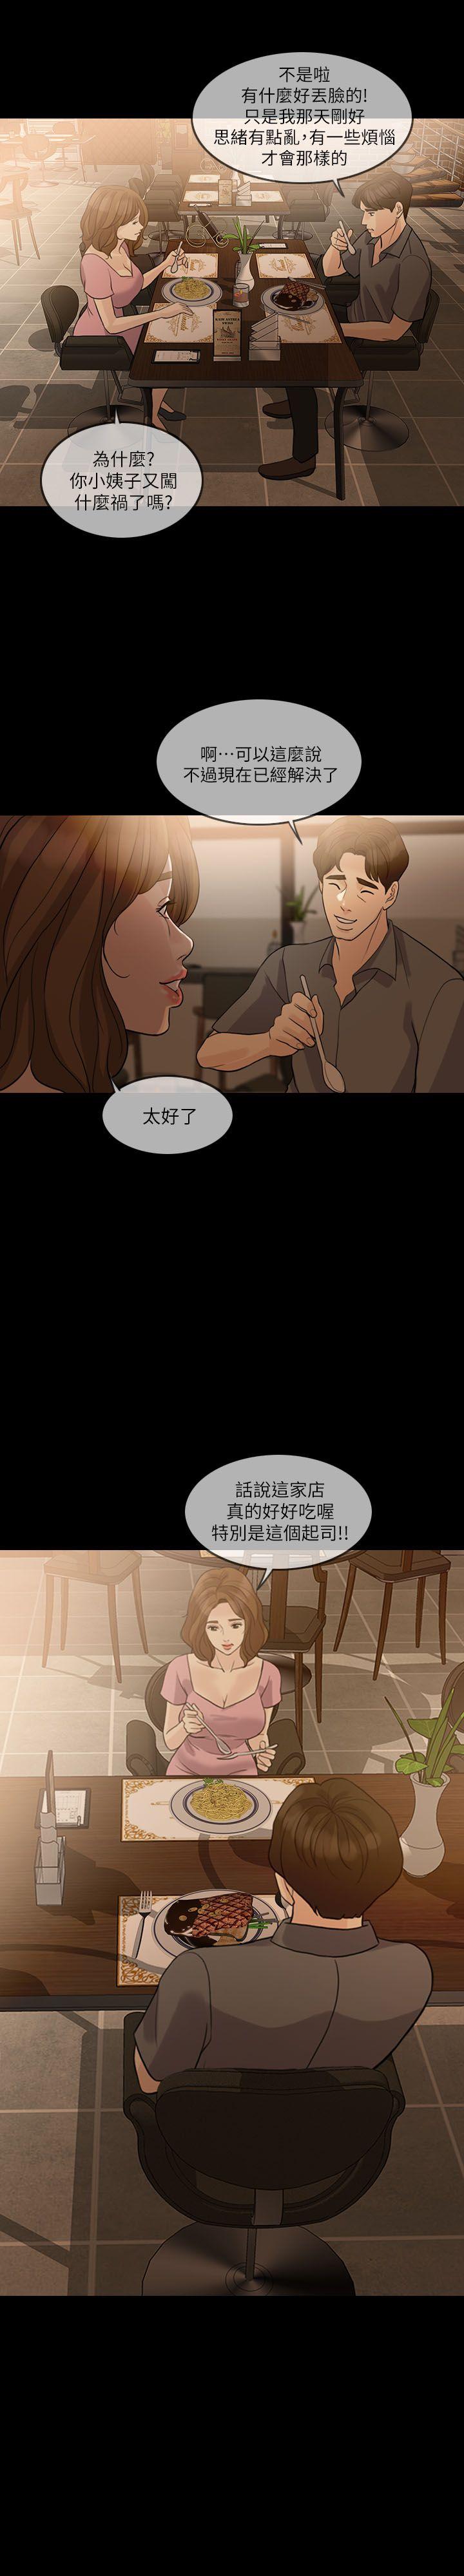 不是啦
有什麼好丟臉的!
只是我那天剛好
思緒有點亂,有一些煩惱
才會那樣的
為什麼?
你小姨子又闖
什麼禍了嗎?
啊…可以這麼說
不過現在已經解決了
太好了
話說這家店
真的好好吃喔
特別是這個起司!!